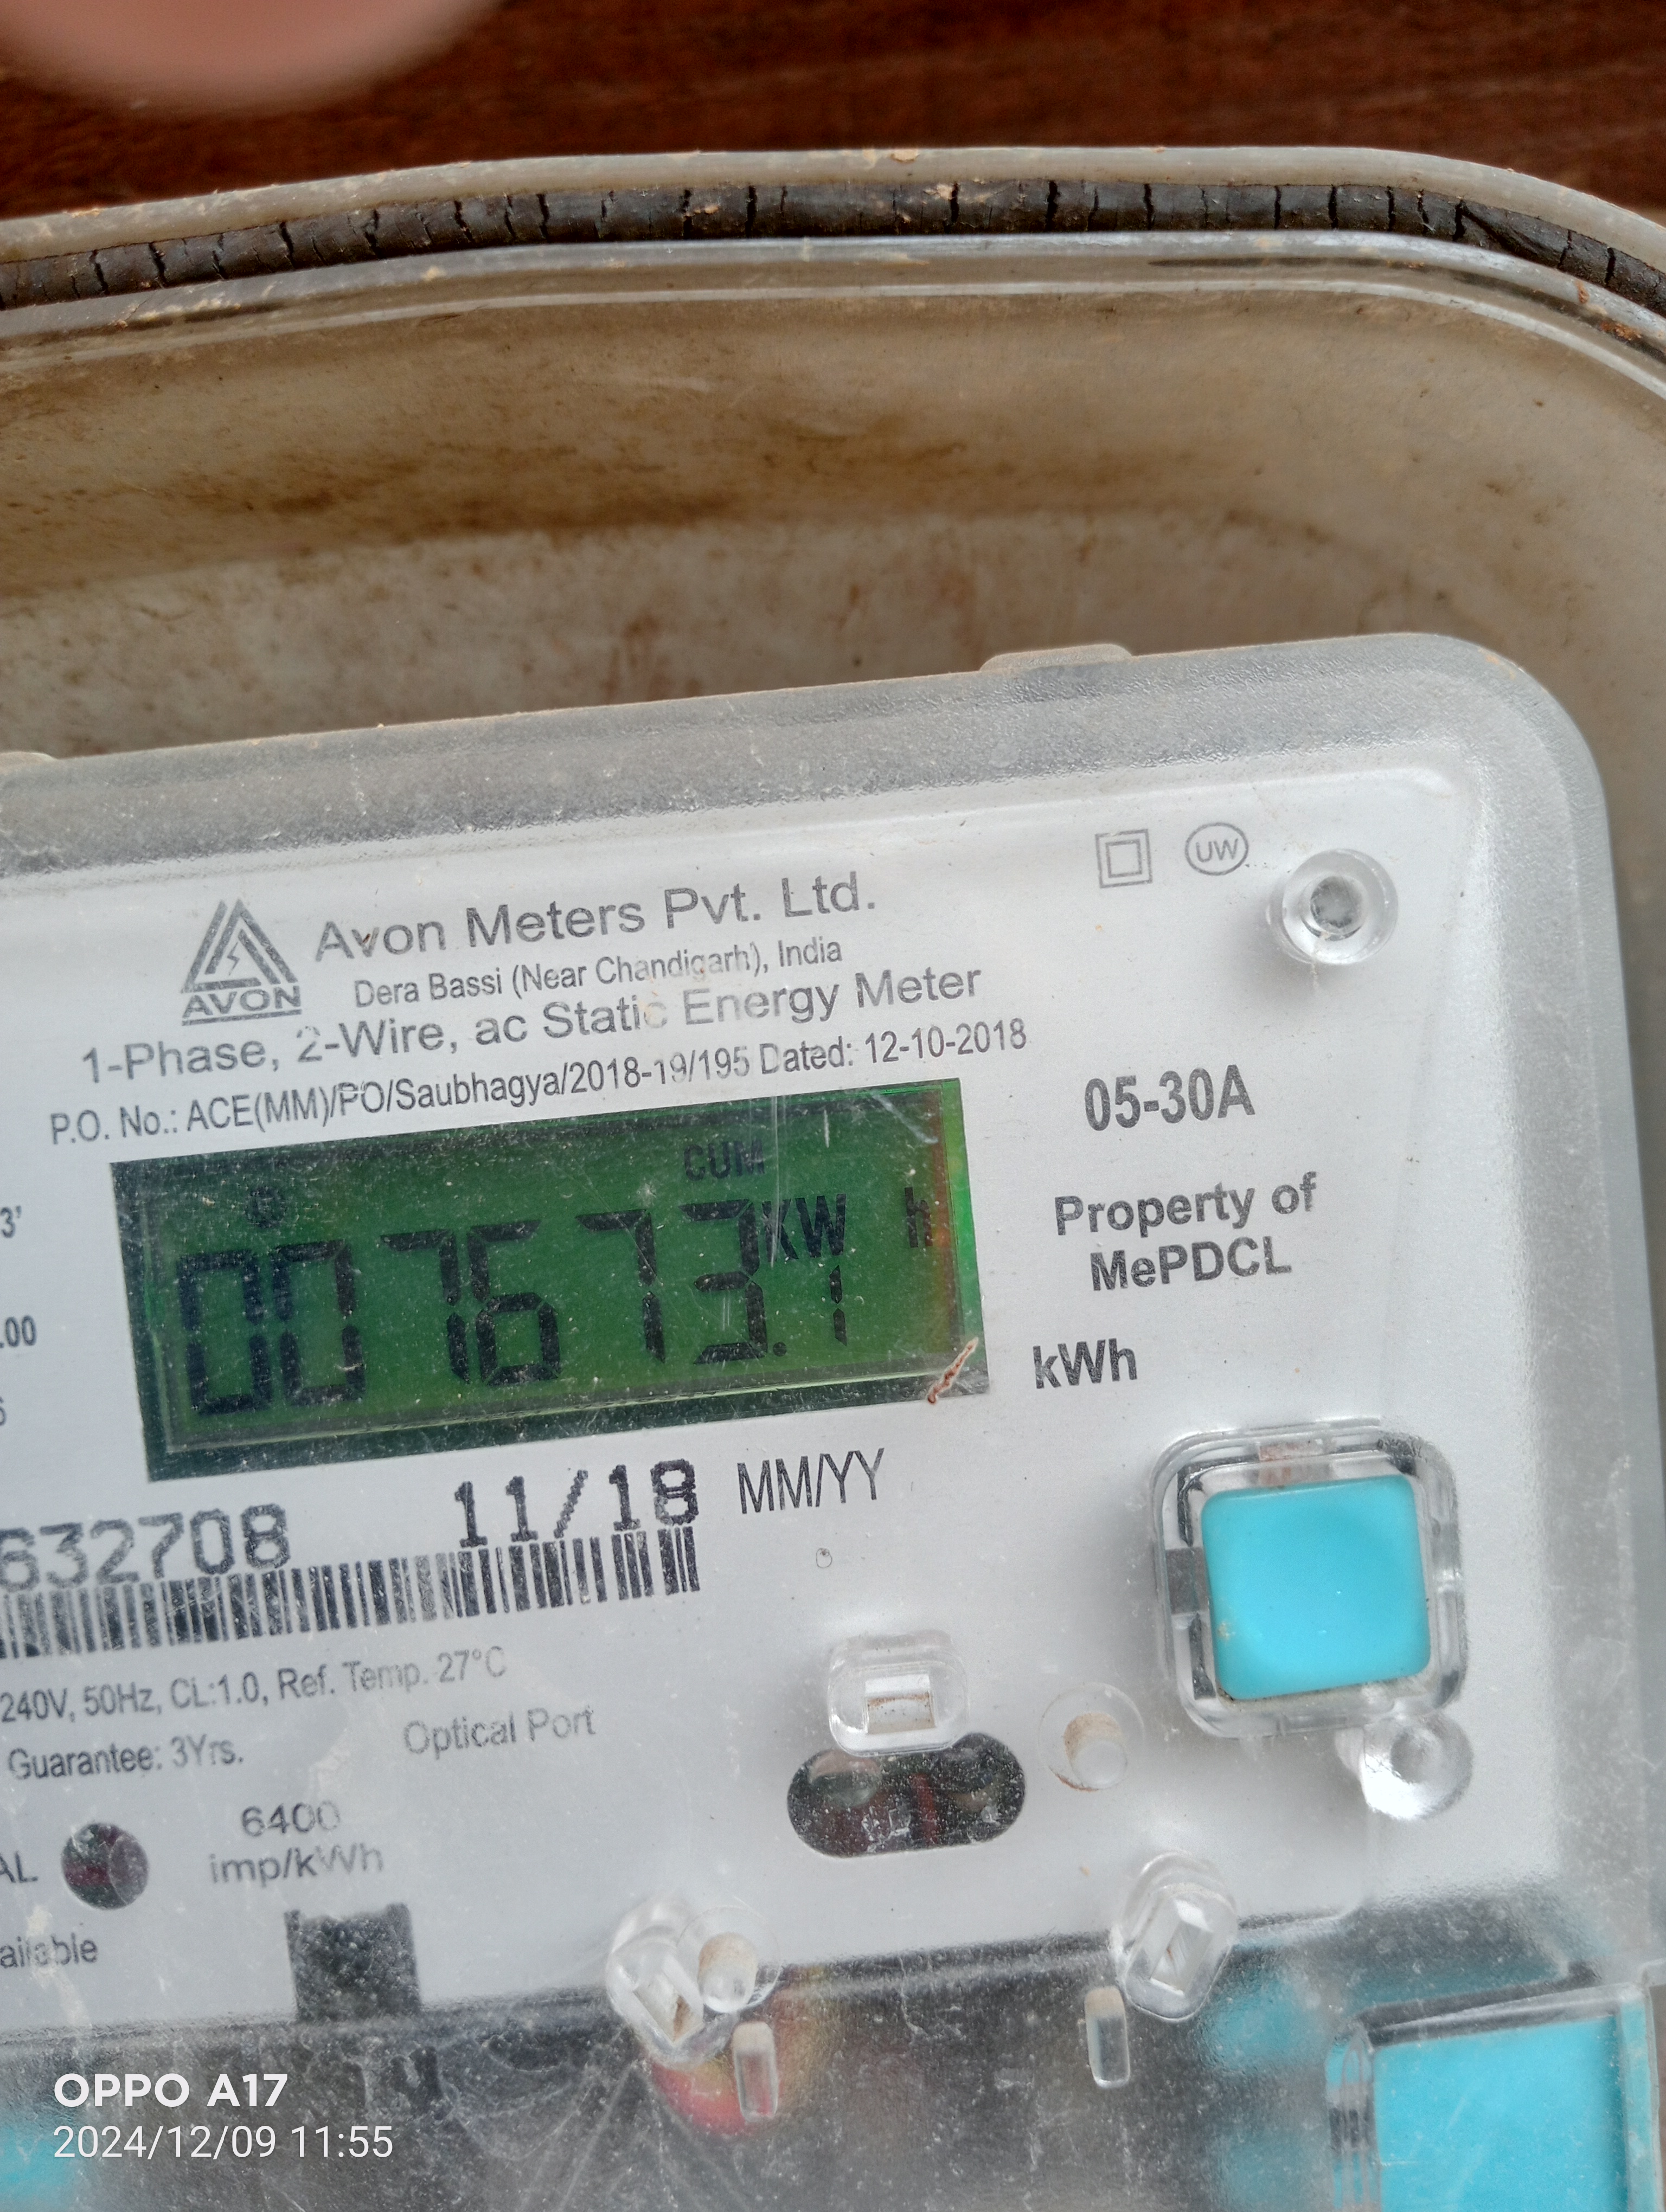 UW
Avon Meters Pvt. Ltd.
AVON
Dera Bassi (Near Chandigarh), India
1-Phase, 2-Wire, ac Static Energy Meter
P.O. No.: ACE(MM)/PO/Saubhagya/2018-19/195 Dated: 12-10-2018
05-30A
CUM
007673.1 KW h
Property of
MePDCL
3'
.00
kWh
632708 11/18 MM/YY
240V, 50Hz, CL:1.0, Ref. Temp. 27°C
Guarantee: 3Yrs. Optical Port
6400
imp/kWh
OPPO A17
2024/12/09 11:55